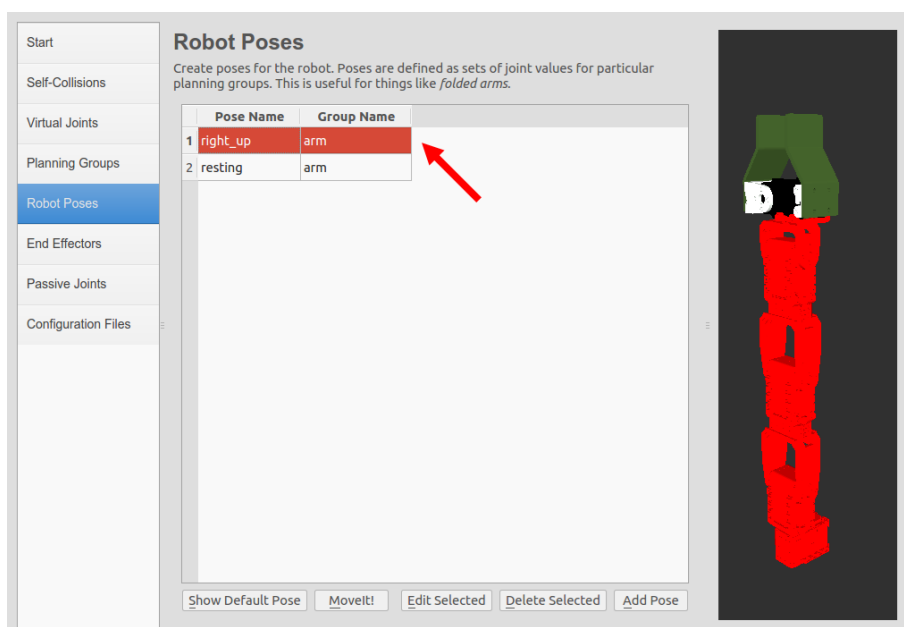 Start
Self-Collisions
Virtual Joints
Planning Groups
Robot Poses
End Effectors
Passive Joints
Configuration Files
Robot Poses
Create poses for the robot. Poses are defined as sets of joint values for particular
planning groups. This is useful for things like folded arms.
Pose Name Group Name
1 right_up arm
2 resting arm
Show Default Pose MoveIt! Edit Selected Delete Selected Add Pose